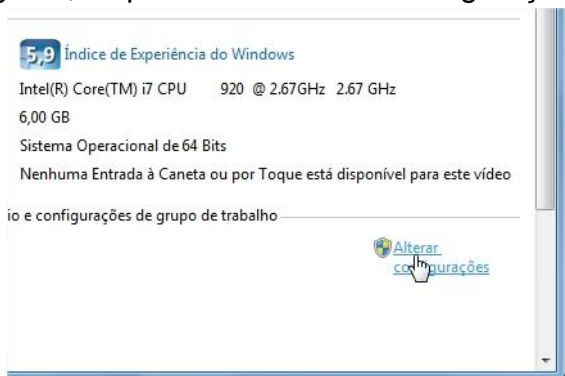 5,9 Índice de Experiência do Windows
Intel(R) Core(TM) i7 CPU 920 @ 2.67GHz 2.67 GHz
6,00 GB
Sistema Operacional de 64 Bits
Nenhuma Entrada à Caneta ou por Toque está disponível para este vídeo
io e configurações de grupo de trabalho
Alterar
configurações